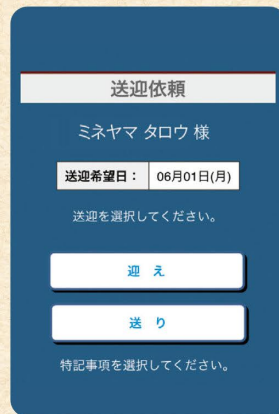 送迎依頼
ミネヤマ タロウ 様
送迎希望日： 06月01日(月)
送迎を選択してください。
迎 え
送 り
特記事項を選択してください。